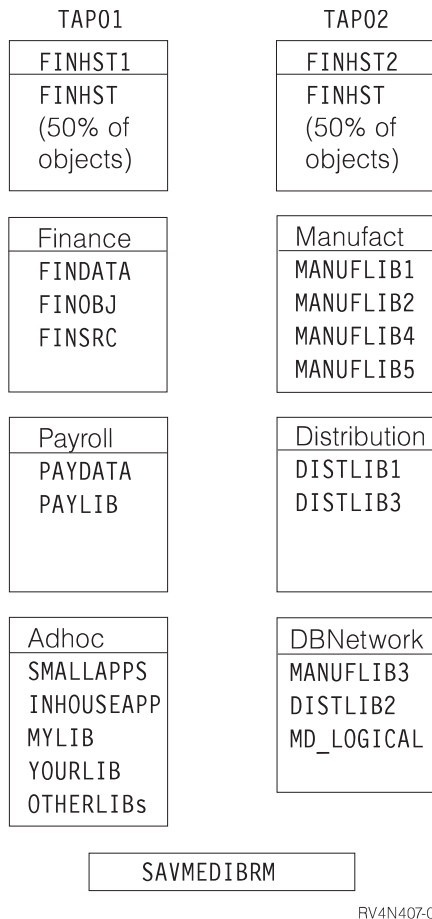 TAP01
FINHST1
FINHST
(50% of
objects)
Finance
FINDATA
FINOBJ
FINSRC
Payroll
PAYDATA
PAYLIB
Adhoc
SMALLAPPS
INHOUSEAPP
MYLIB
YOURLIB
OTHERLIBs
TAP02
FINHST2
FINHST
(50% of
objects)
Manufact
MANUFLIB1
MANUFLIB2
MANUFLIB4
MANUFLIB5
Distribution
DISTLIB1
DISTLIB3
DBNetwork
MANUFLIB3
DISTLIB2
MD_LOGICAL
SAVMEDIBRM